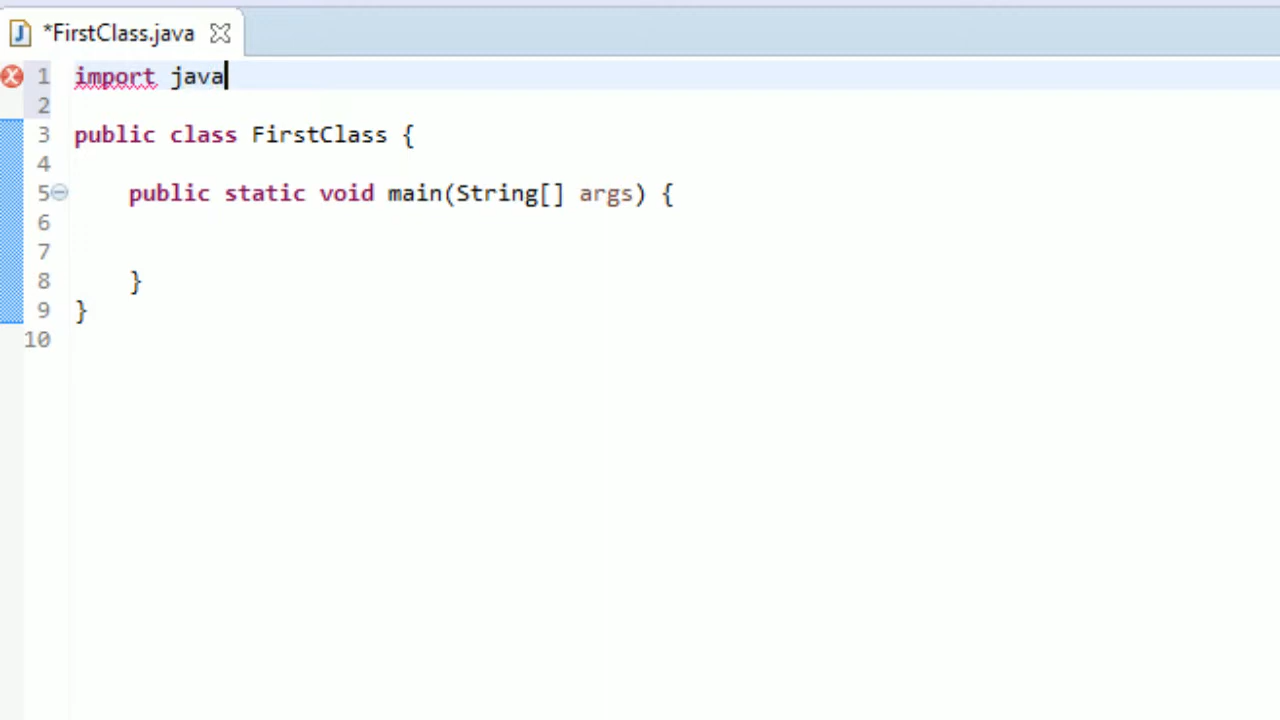 *FirstClass.java
1 import java
2
3 public class FirstClass {
4
5 public static void main(String[] args) {
6
7
8 }
9 }
10